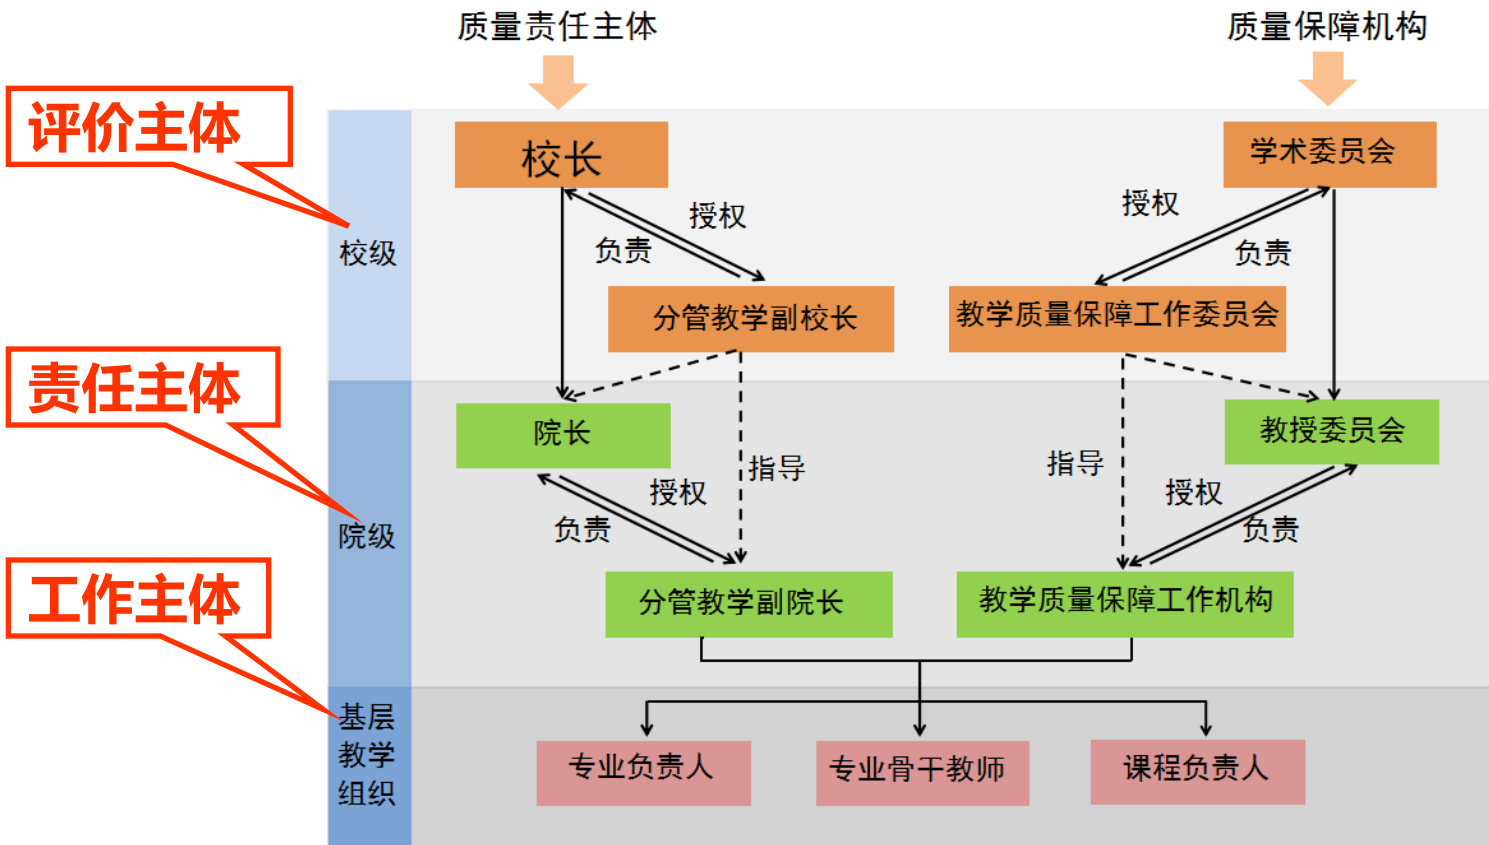 质量责任主体
质量保障机构
评价主体
校长
学术委员会
授权
授权
负责
负责
校级
分管教学副校长
教学质量保障工作委员会
责任主体
院长
教授委员会
指导
指导
授权
授权
负责
负责
院级
工作主体
分管教学副院长
教学质量保障工作机构
基层
教学
组织
专业负责人
专业骨干教师
课程负责人